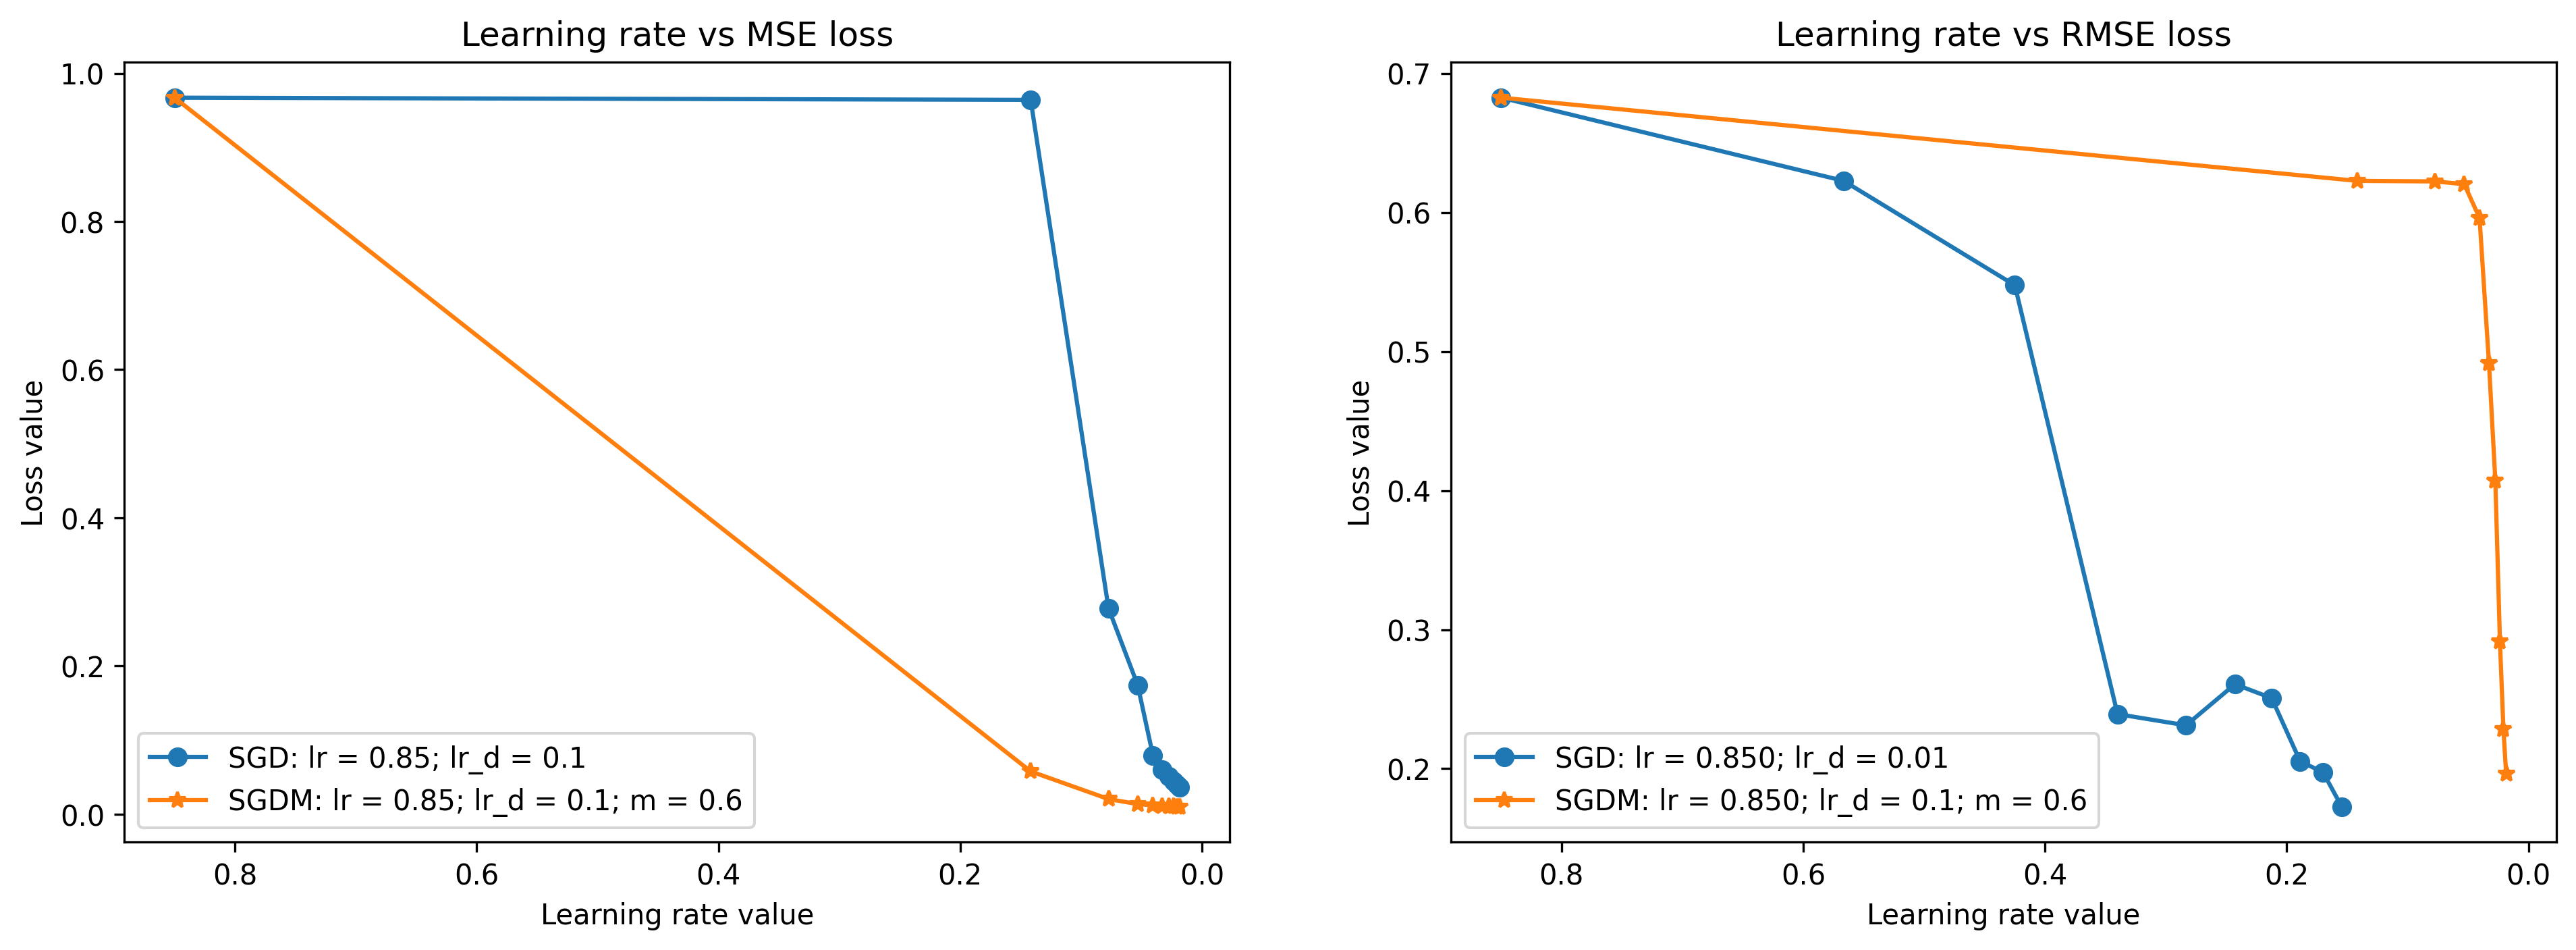 Learning rate vs MSE loss
1.0
0.8
0.6
0.4
0.2
0.0
Loss value
SGD: lr = 0.85; lr_d = 0.1
SGDM: lr = 0.85; lr_d = 0.1; m = 0.6
0.8 0.6 0.4 0.2 0.0
Learning rate value
Learning rate vs RMSE loss
0.7
0.6
0.5
0.4
0.3
0.2
Loss value
SGD: lr = 0.850; lr_d = 0.01
SGDM: lr = 0.850; lr_d = 0.1; m = 0.6
0.8 0.6 0.4 0.2 0.0
Learning rate value